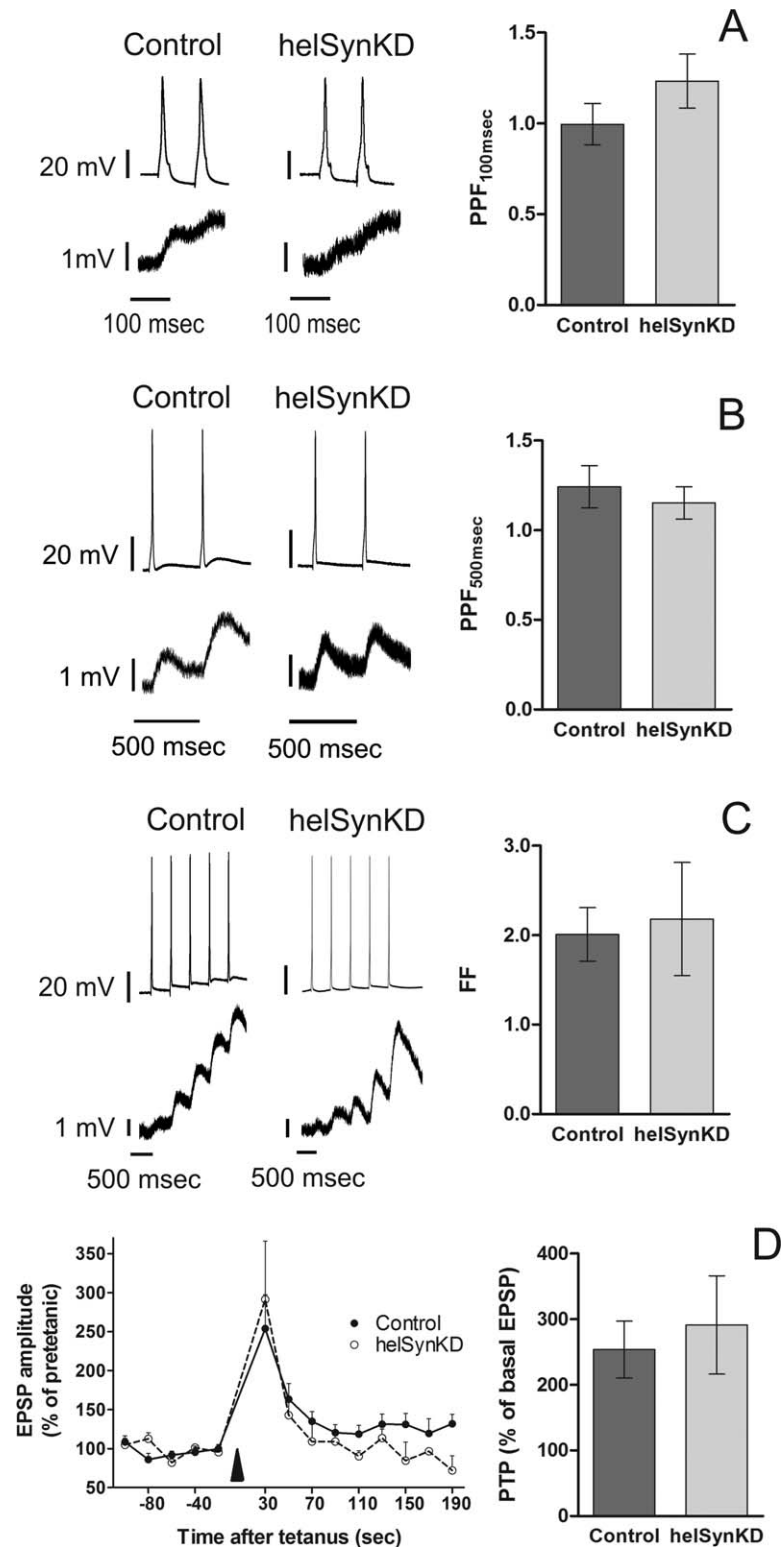 A
Control helSynKD
20 mV
1mV
100 msec 100 msec
PPF100msec
1.5
1.0
0.5
0.0
Control helSynKD
B
Control helSynKD
20 mV
1 mV
500 msec 500 msec
PPF500msec
1.5
1.0
0.5
0.0
Control helSynKD
C
Control helSynKD
20 mV
1 mV
500 msec 500 msec
FF
3.0
2.0
1.0
0.0
Control helSynKD
D
EPSP amplitude
(% of pretetanic)
350
300
250
200
150
100
50
Control
helSynKD
-80 -40 30 70 110 150 190
Time after tetanus (sec)
PTP (% of basal EPSP)
400
300
200
100
0
Control helSynKD